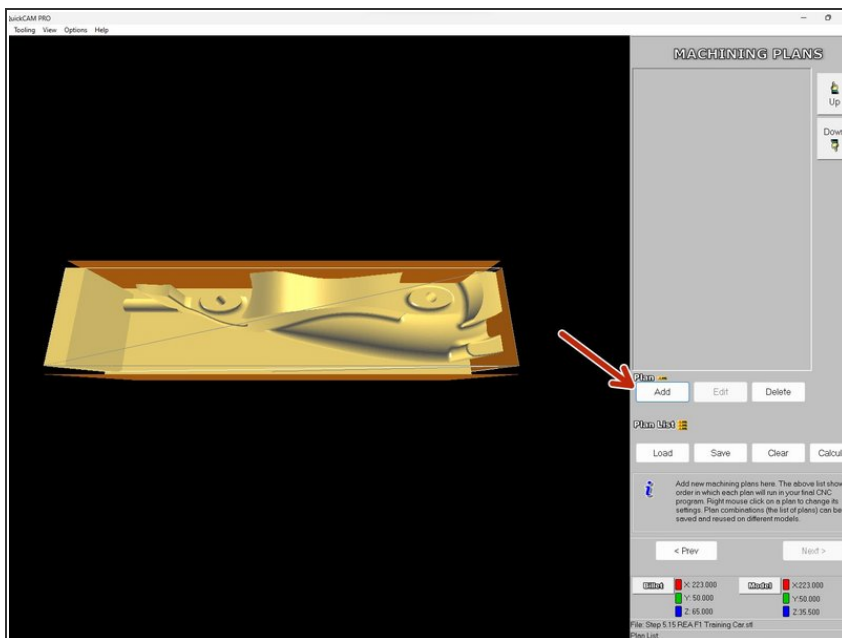 uickCAM PRO
Tooling View Options Help
MACHINING PLANS
Up
Down
Plan
Add Edit Delete
Plan List
Load Save Clear Calcul
Add new machining plans here. The above list show
order in which each plan will run in your final CNC
program. Right mouse click on a plan to change its
settings. Plan combinations (the list of plans) can be
saved and reused on different models.
< Prev Next >
Billet X: 223.000 Model X:223.000
Y: 50.000 Y:50.000
Z: 65.000 Z:35.500
File: Step 5.15 REA F1 Training Car.stl
Plan List